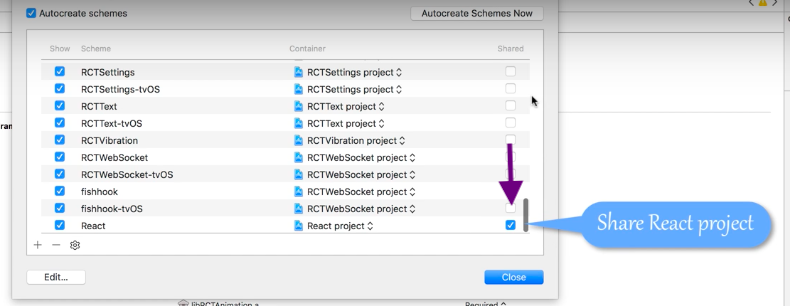 Autocreate schemes
Autocreate Schemes Now
Show Scheme Container Shared
RCTSettings RCTSettings project
RCTSettings-tvOS RCTSettings project
RCTText RCTText project
RCTText-tvOS RCTText project
RCTVibration RCTVibration project
RCTWebSocket RCTWebSocket project
RCTWebSocket-tvOS RCTWebSocket project
fishhook RCTWebSocket project
fishhook-tvOS RCTWebSocket project
React React project
Share React project
Edit...
Close
libRCTAnimation.a Required